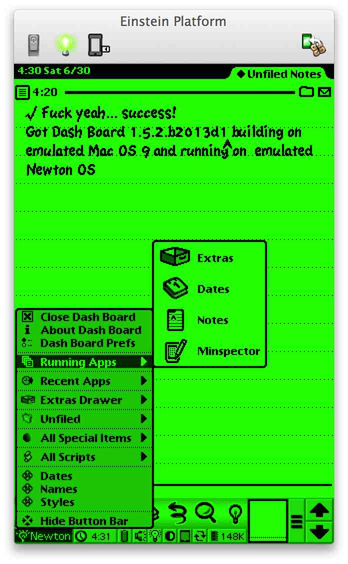 Einstein Platform
4:30 Sat 6/30
Unfiled Notes
4:20
√ Fuck yeah... success!
Got Dash Board 1.5.2.b2013d1 building on
emulated Mac OS 9 and running on emulated
Newton OS
Extras
Dates
Notes
Minspector
Close Dash Board
About Dash Board
Dash Board Prefs
Running Apps
Recent Apps
Extras Drawer
Unfiled
All Special Items
All Scripts
Dates
Names
Styles
Hide Button Bar
Newton
4:31
148K